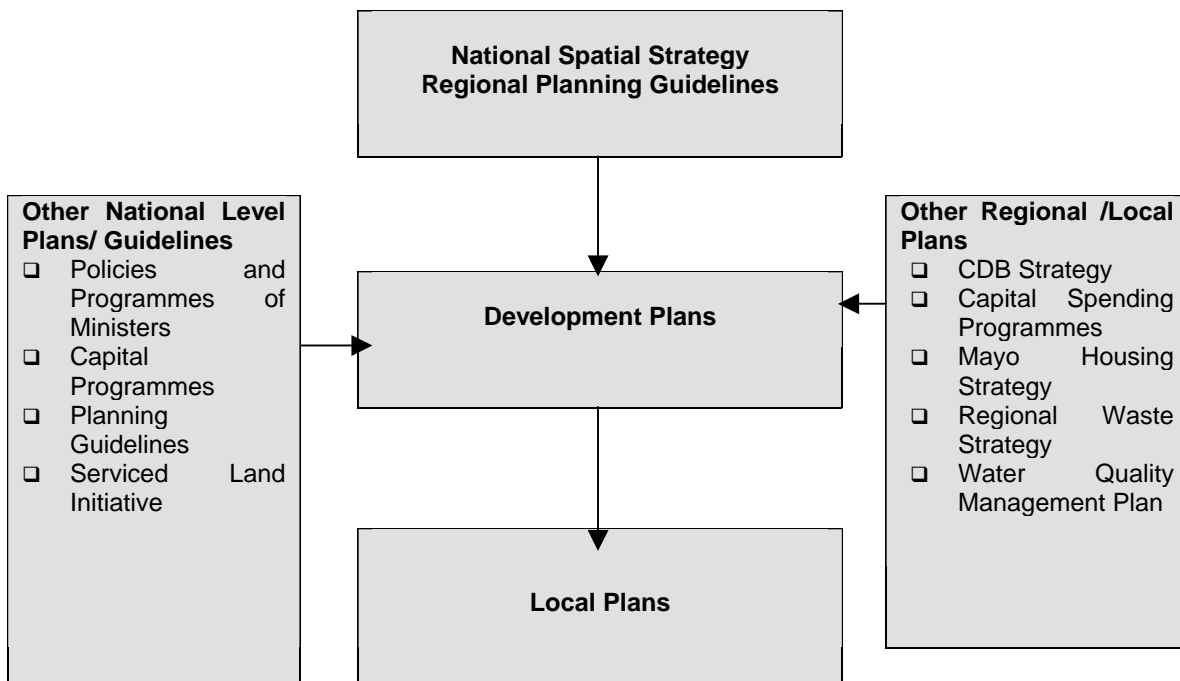 National Spatial Strategy
Regional Planning Guidelines
Other National Level
Plans/ Guidelines
❑ Policies and
Programmes of
Ministers
❑ Capital
Programmes
❑ Planning
Guidelines
❑ Serviced Land
Initiative
Development Plans
Other Regional /Local
Plans
❑ CDB Strategy
❑ Capital Spending
Programmes
❑ Mayo Housing
Strategy
❑ Regional Waste
Strategy
❑ Water Quality
Management Plan
Local Plans